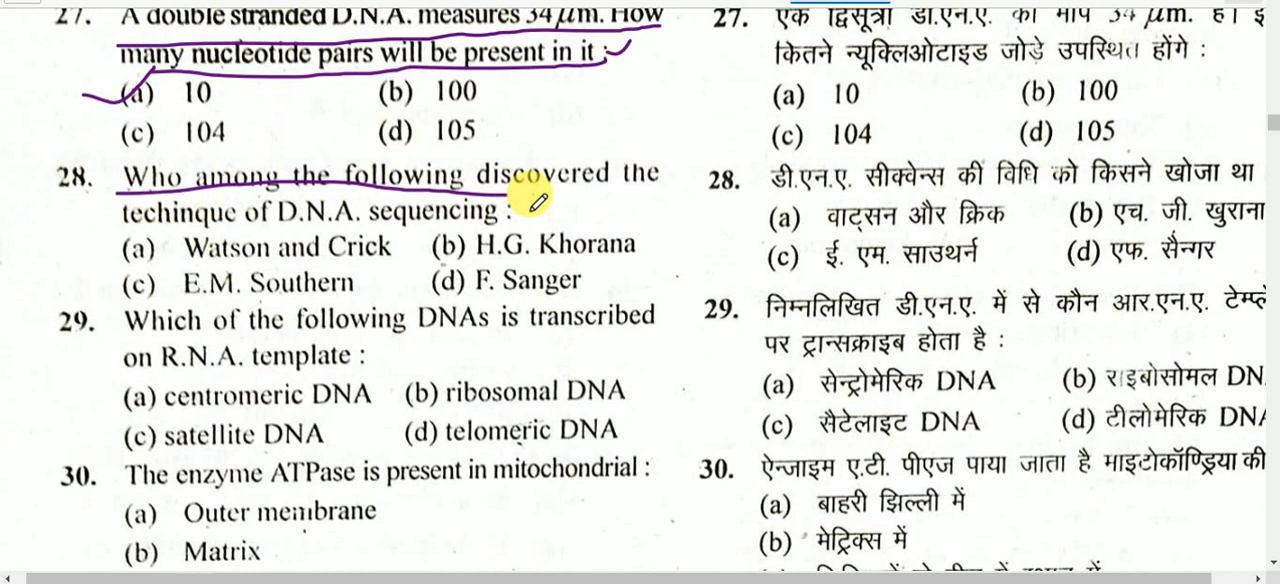 27. A double stranded D.N.A. measures 34 μm. How
many nucleotide pairs will be present in it :
(a) 10 (b) 100
(c) 104 (d) 105
28. Who among the following discovered the
techinque of D.N.A. sequencing :
(a) Watson and Crick (b) H.G. Khorana
(c) E.M. Southern (d) F. Sanger
29. Which of the following DNAs is transcribed
on R.N.A. template :
(a) centromeric DNA (b) ribosomal DNA
(c) satellite DNA (d) telomeric DNA
30. The enzyme ATPase is present in mitochondrial :
(a) Outer membrane
(b) Matrix
27. एक द्विसूत्री डी.एन.ए. का माप 34 μm. है। इ
कितने न्यूक्लिओटाइड जोड़े उपस्थित होंगे :
(a) 10 (b) 100
(c) 104 (d) 105
28. डी.एन.ए. सीक्वेन्स कीं विधि को किसने खोजा था
(a) वाट्सन और क्रिक (b) एच. जी. खुराना
(c) ई. एम. साउथर्न (d) एफ. सैन्गर
29. निम्नलिखित डी.एन.ए. में से कौन आर.एन.ए. टेम्प्ले
पर ट्रान्सक्राइब होता है :
(a) सेन्ट्रोमेरिक DNA (b) राइबोसोमल DN
(c) सैटेलाइट DNA (d) टीलोमेरिक DNA
30. ऐन्जाइम ए.टी. पीएज पाया जाता है माइटोकॉण्ड्रिया की
(a) बाहरी झिल्ली में
(b) मेट्रिक्स में